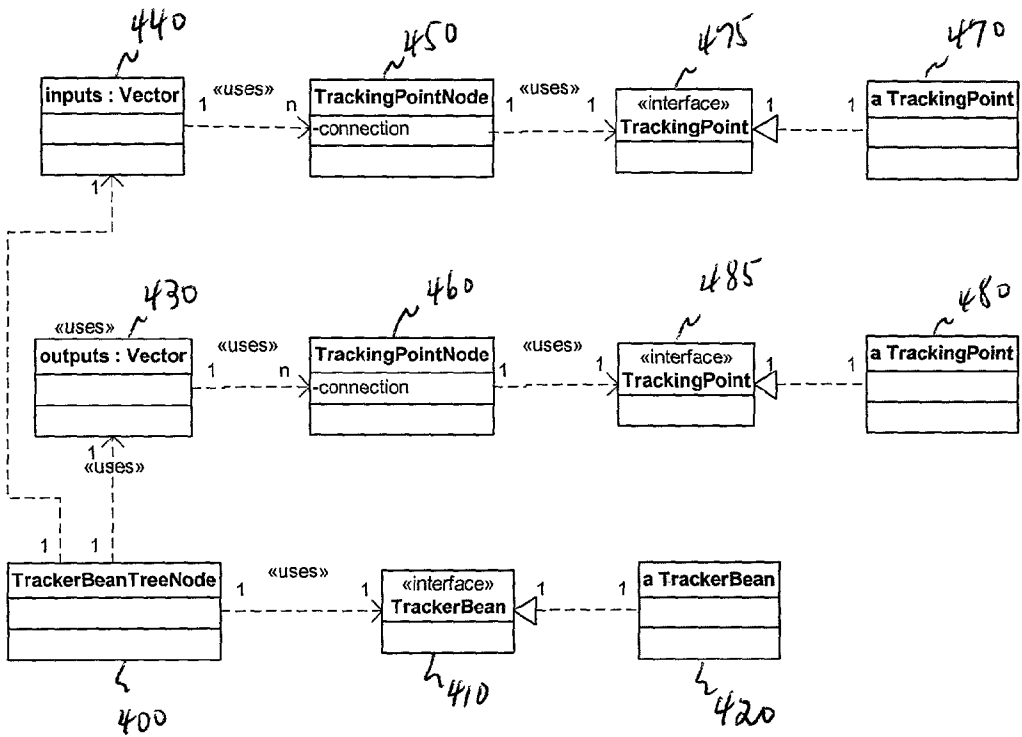 440
450
475
470
inputs : Vector
1 «uses» n
TrackingPointNode
-connection
1 «uses» 1
«interface»
TrackingPoint
1 1
a TrackingPoint
1
430
460
485
480
«uses»
outputs : Vector
1 «uses» n
TrackingPointNode
-connection
1 «uses» 1
«interface»
TrackingPoint
1 1
a TrackingPoint
1
«uses»
1 1
TrackerBeanTreeNode
1 «uses» 1
«interface»
TrackerBean
1 1
a TrackerBean
400
410
420